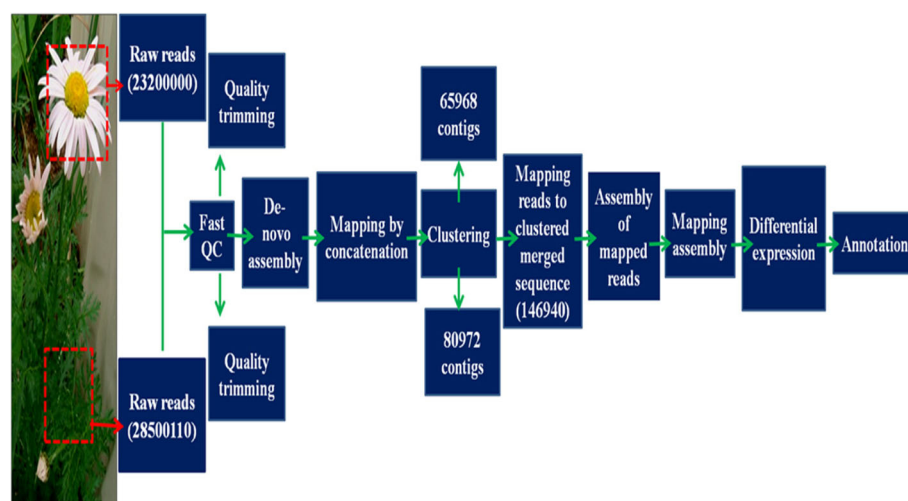 Raw reads
(23200000)
Quality
trimming
Fast
QC
Quality
trimming
Raw reads
(28500110)
De-
novo
assembly
Mapping by
concatenation
65968
contigs
Clustering
80972
contigs
Mapping
reads to
clustered
merged
sequence
(146940)
Assembly
of
mapped
reads
Mapping
assembly
Differential
expression
Annotation